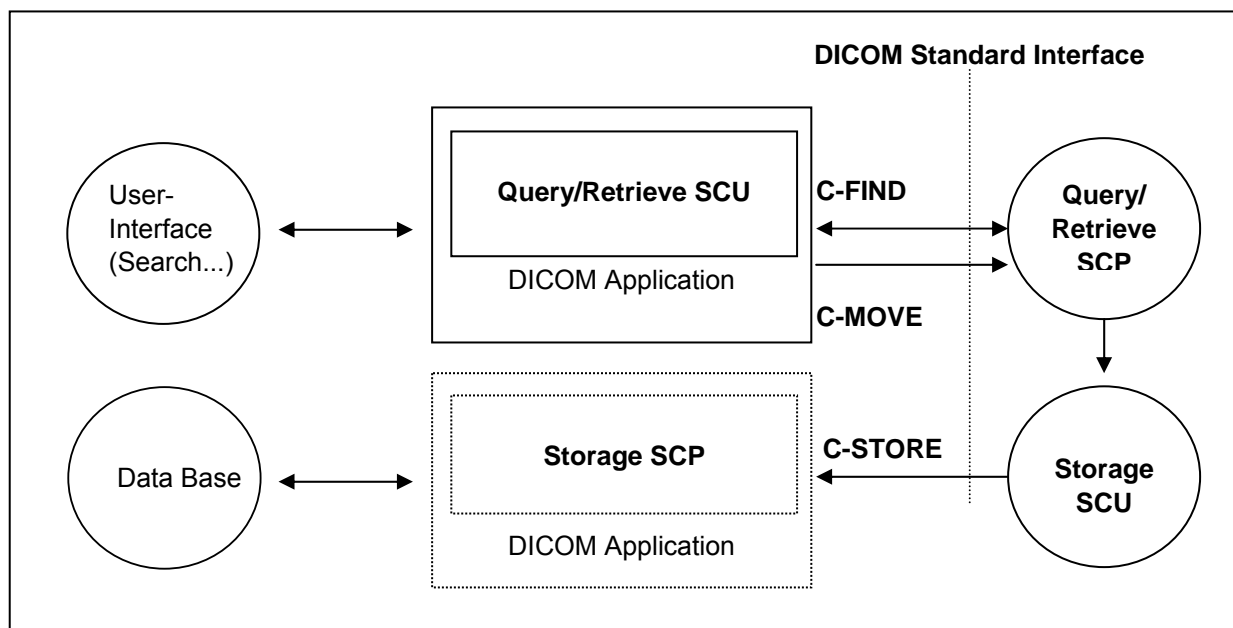 DICOM Standard Interface
User-
Interface
(Search...)
Query/Retrieve SCU
DICOM Application
C-FIND
C-MOVE
Query/
Retrieve
SCP
Data Base
Storage SCP
DICOM Application
C-STORE
Storage
SCU